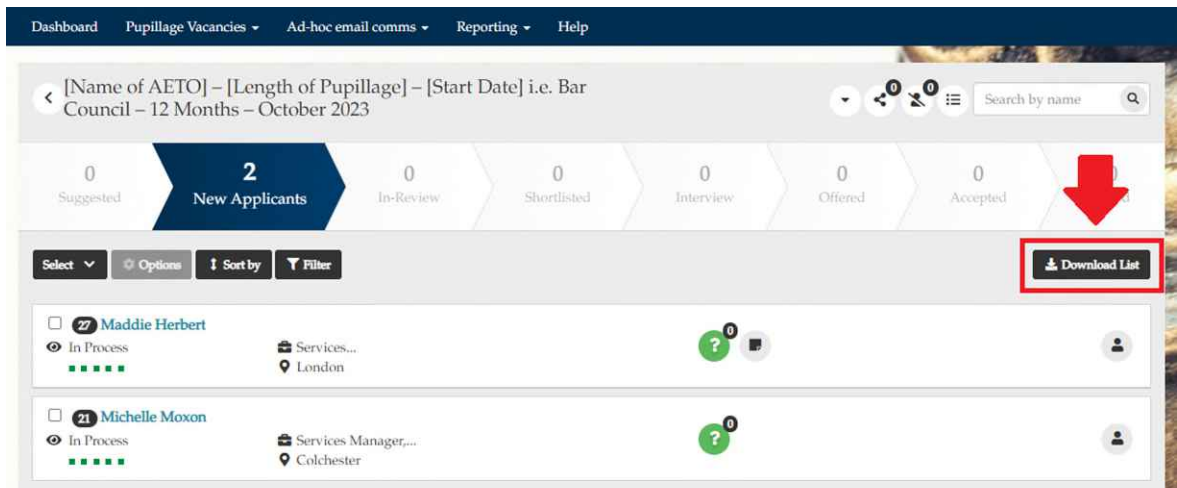 Dashboard Pupillage Vacancies Ad-hoc email comms Reporting Help
[Name of AETO] – [Length of Pupillage] – [Start Date] i.e. Bar
Council – 12 Months – October 2023
0 0 Search by name
0 2 0 0 0 0 0 0
Suggested New Applicants In-Review Shortlisted Interview Offered Accepted
Select Options Sort by Filter Download List
27 Maddie Herbert
In Process Services... ? 0
London
21 Michelle Moxon
In Process Services Manager,... ? 0
Colchester